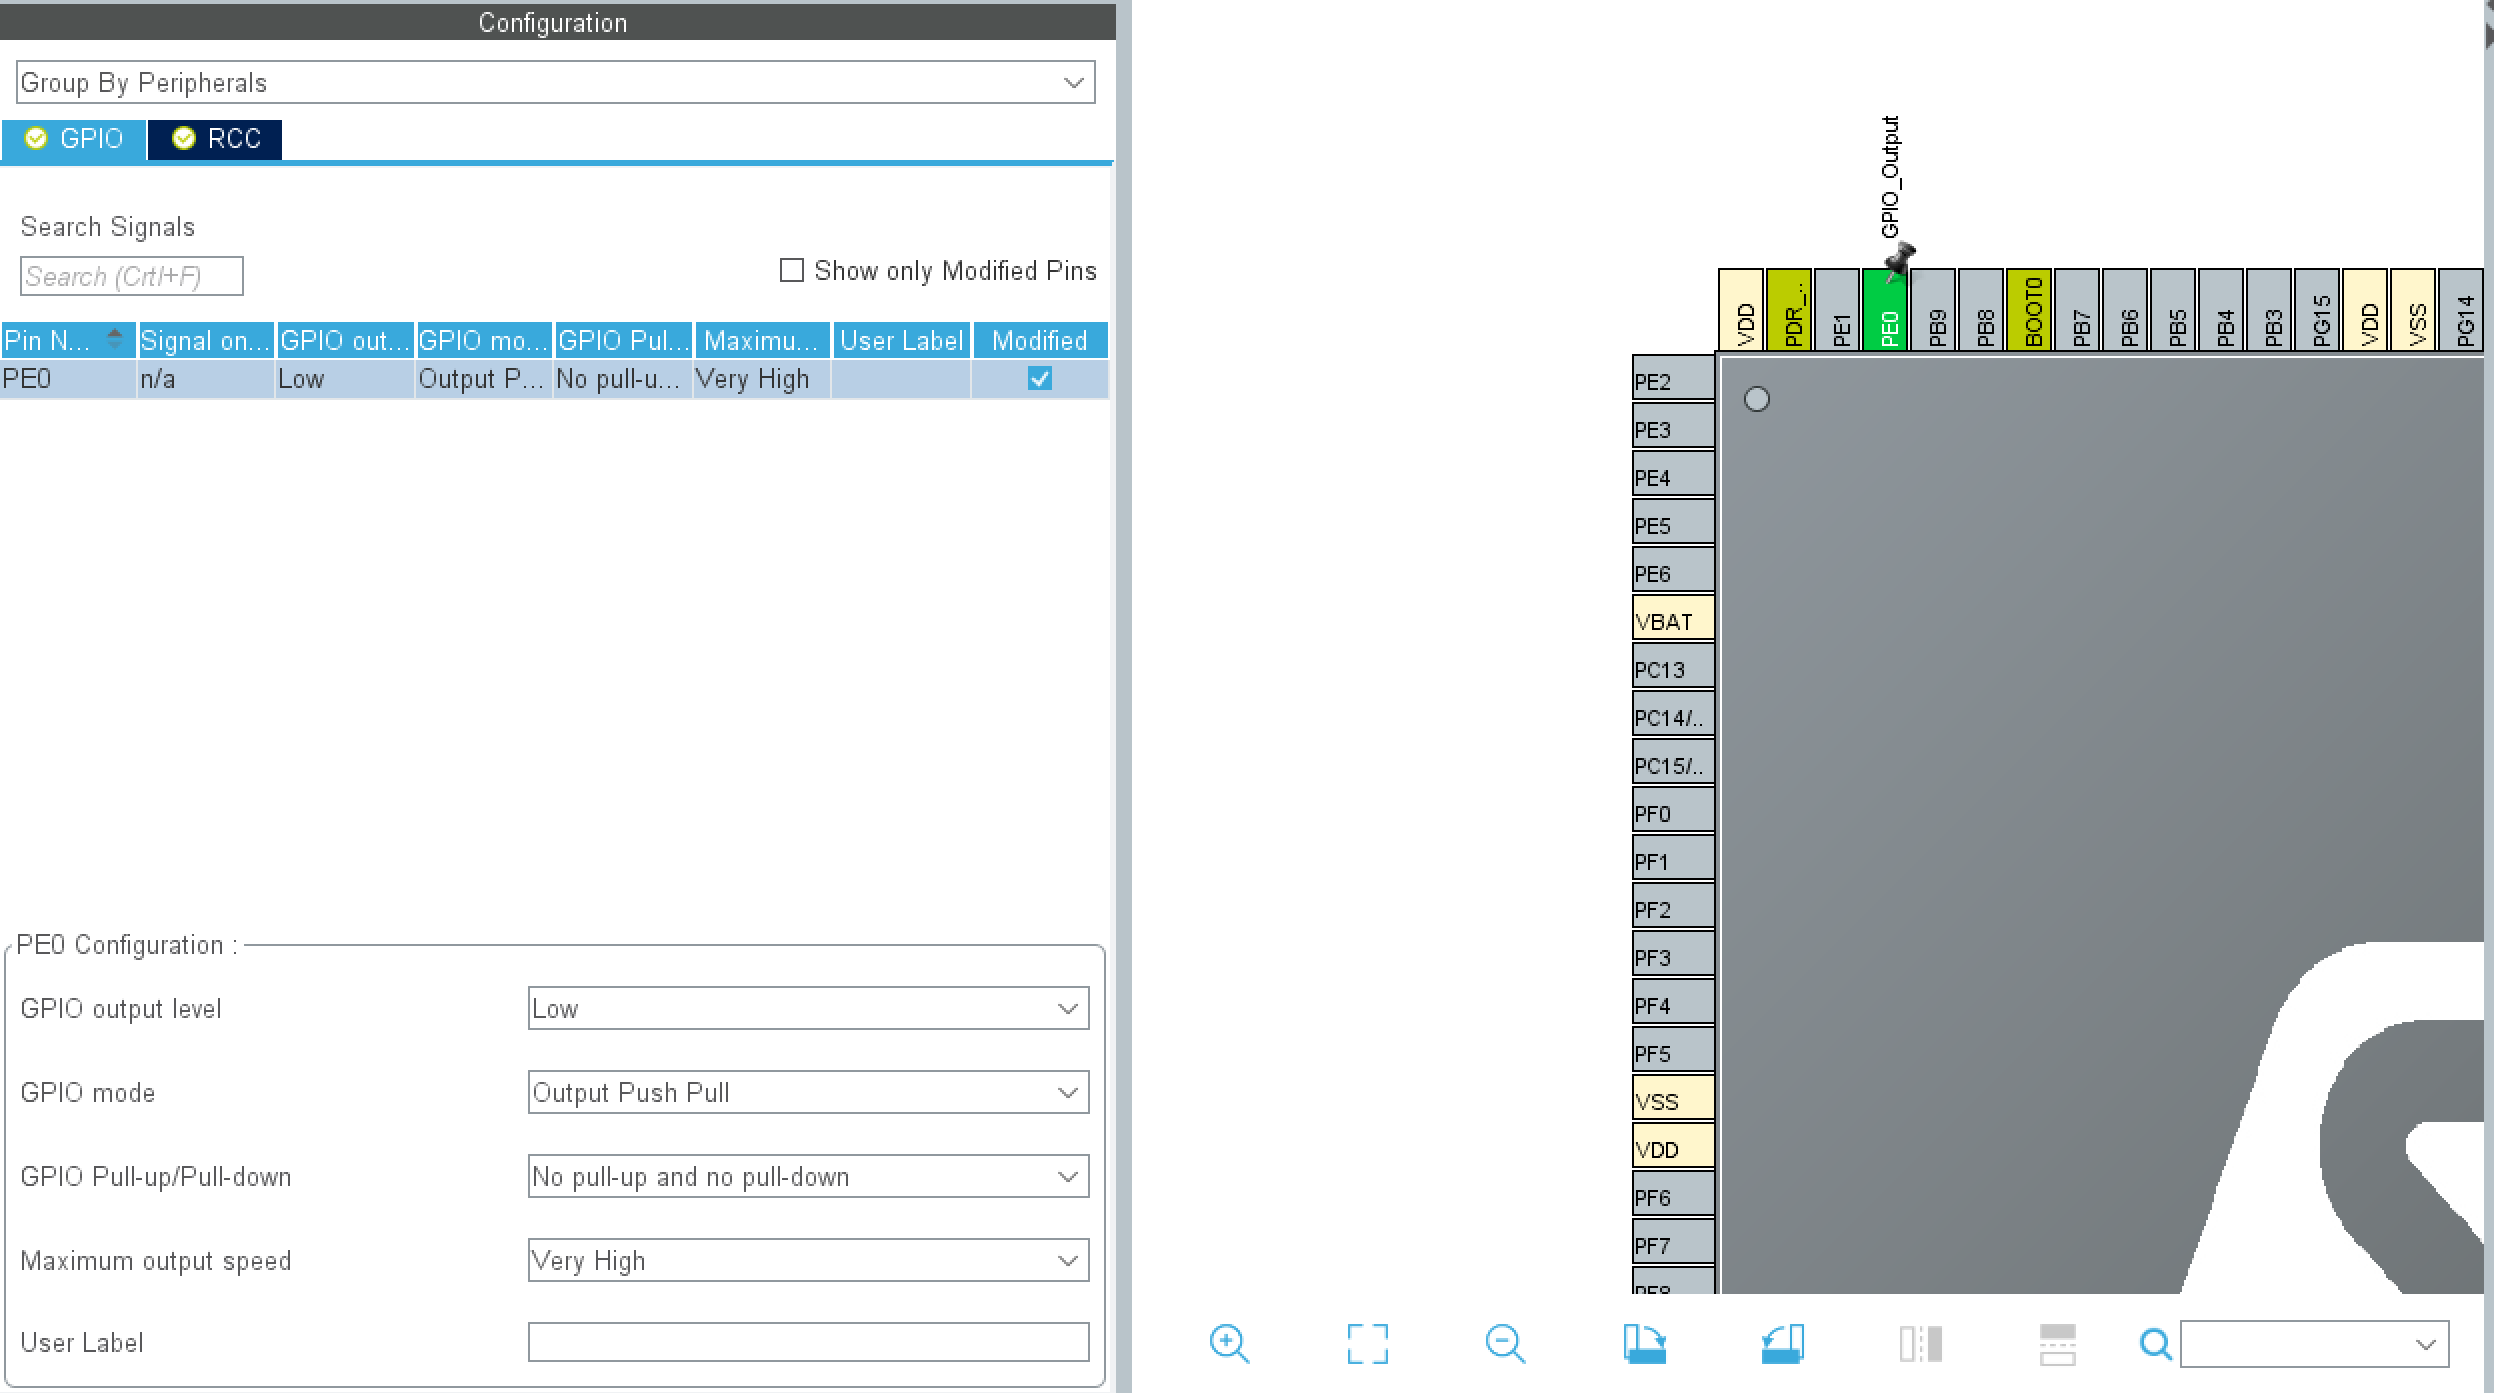 Configuration
Group By Peripherals
GPIO
RCC
Search Signals
Search (Crtl+F)
Show only Modified Pins
Pin N... Signal on... GPIO out... GPIO mo... GPIO Pul... Maximu... User Label Modified
PE0 n/a Low Output P... No pull-u... Very High
PE0 Configuration :
GPIO output level Low
GPIO mode Output Push Pull
GPIO Pull-up/Pull-down No pull-up and no pull-down
Maximum output speed Very High
User Label
GPIO_Output
VDD
PDR_..
PE1
PE0
PB9
PB8
BOOT0
PB7
PB6
PB5
PB4
PB3
PG15
VDD
VSS
PG14
PE2
PE3
PE4
PE5
PE6
VBAT
PC13
PC14/..
PC15/..
PF0
PF1
PF2
PF3
PF4
PF5
VSS
VDD
PF6
PF7